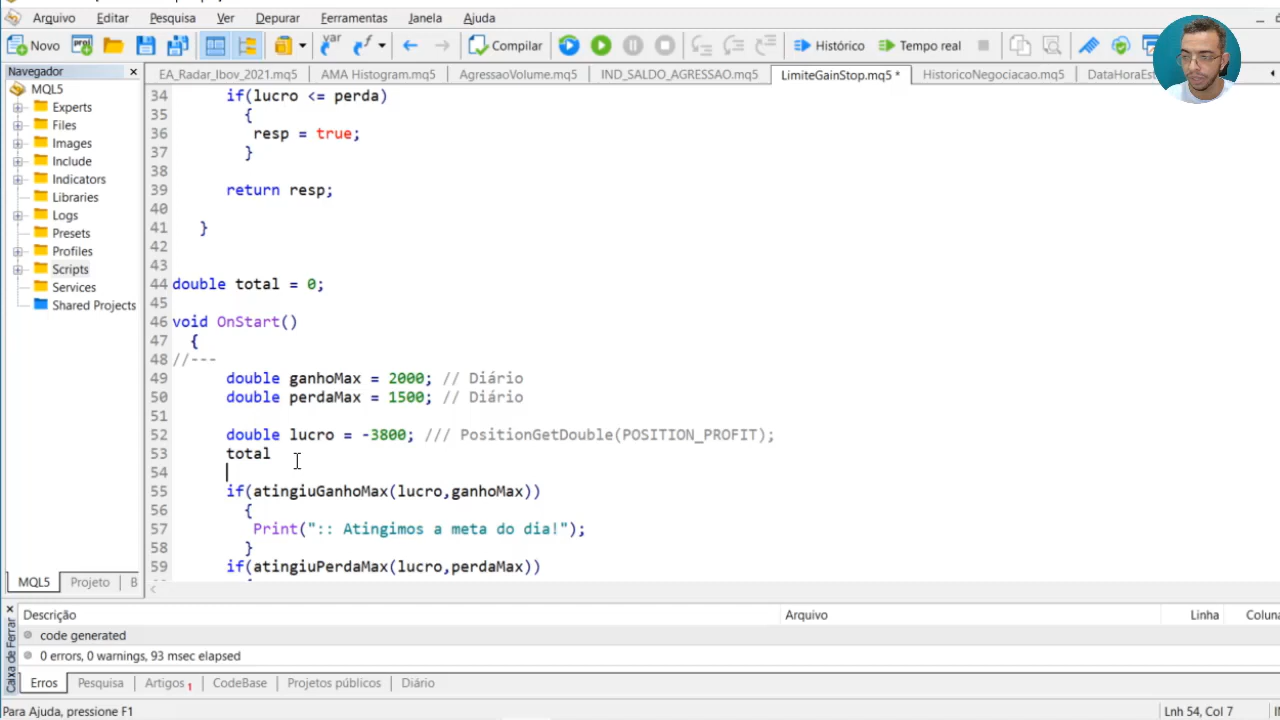 Arquivo Editar Pesquisa Ver Depurar Ferramentas Janela Ajuda
Novo proj var Compilar Histórico Tempo real
Navegador
EA_Radar_Ibov_2021.mq5 AMA Histogram.mq5 AgressaoVolume.mq5 IND_SALDO_AGRESSAO.mq5 LimiteGainStop.mq5 * HistoricoNegociacao.mq5 DataHoraEst
MQL5
Experts
Files
Images
Include
Indicators
Libraries
Logs
Presets
Profiles
Scripts
Services
Shared Projects
34 if(lucro <= perda)
35 {
36 resp = true;
37 }
38
39 return resp;
40
41 }
42
43
44 double total = 0;
45
46 void OnStart()
47 {
48 //---
49 double ganhoMax = 2000; // Diário
50 double perdaMax = 1500; // Diário
51
52 double lucro = -3800; /// PositionGetDouble(POSITION_PROFIT);
53 total
54
55 if(atingiuGanhoMax(lucro,ganhoMax))
56 {
57 Print(":: Atingimos a meta do dia!");
58 }
59 if(atingiuPerdaMax(lucro,perdaMax))
MQL5 Projeto B
Caixa de Ferrar
Descrição Arquivo Linha Coluna
code generated
0 errors, 0 warnings, 93 msec elapsed
Erros Pesquisa Artigos 1 CodeBase Projetos públicos Diário
Para Ajuda, pressione F1 Lnh 54, Col 7